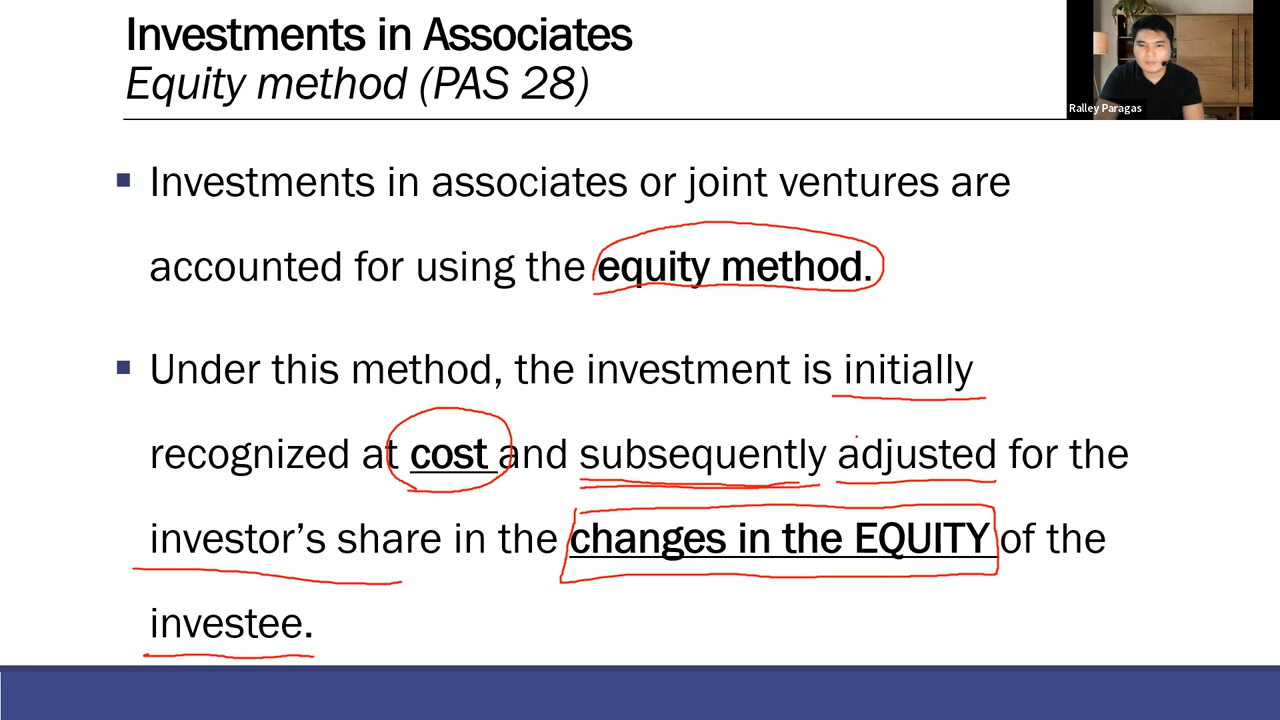 Investments in Associates
Equity method (PAS 28)
Ralley Paragas
▪ Investments in associates or joint ventures are
accounted for using the equity method.
▪ Under this method, the investment is initially
recognized at cost and subsequently adjusted for the
investor’s share in the changes in the EQUITY of the
investee.